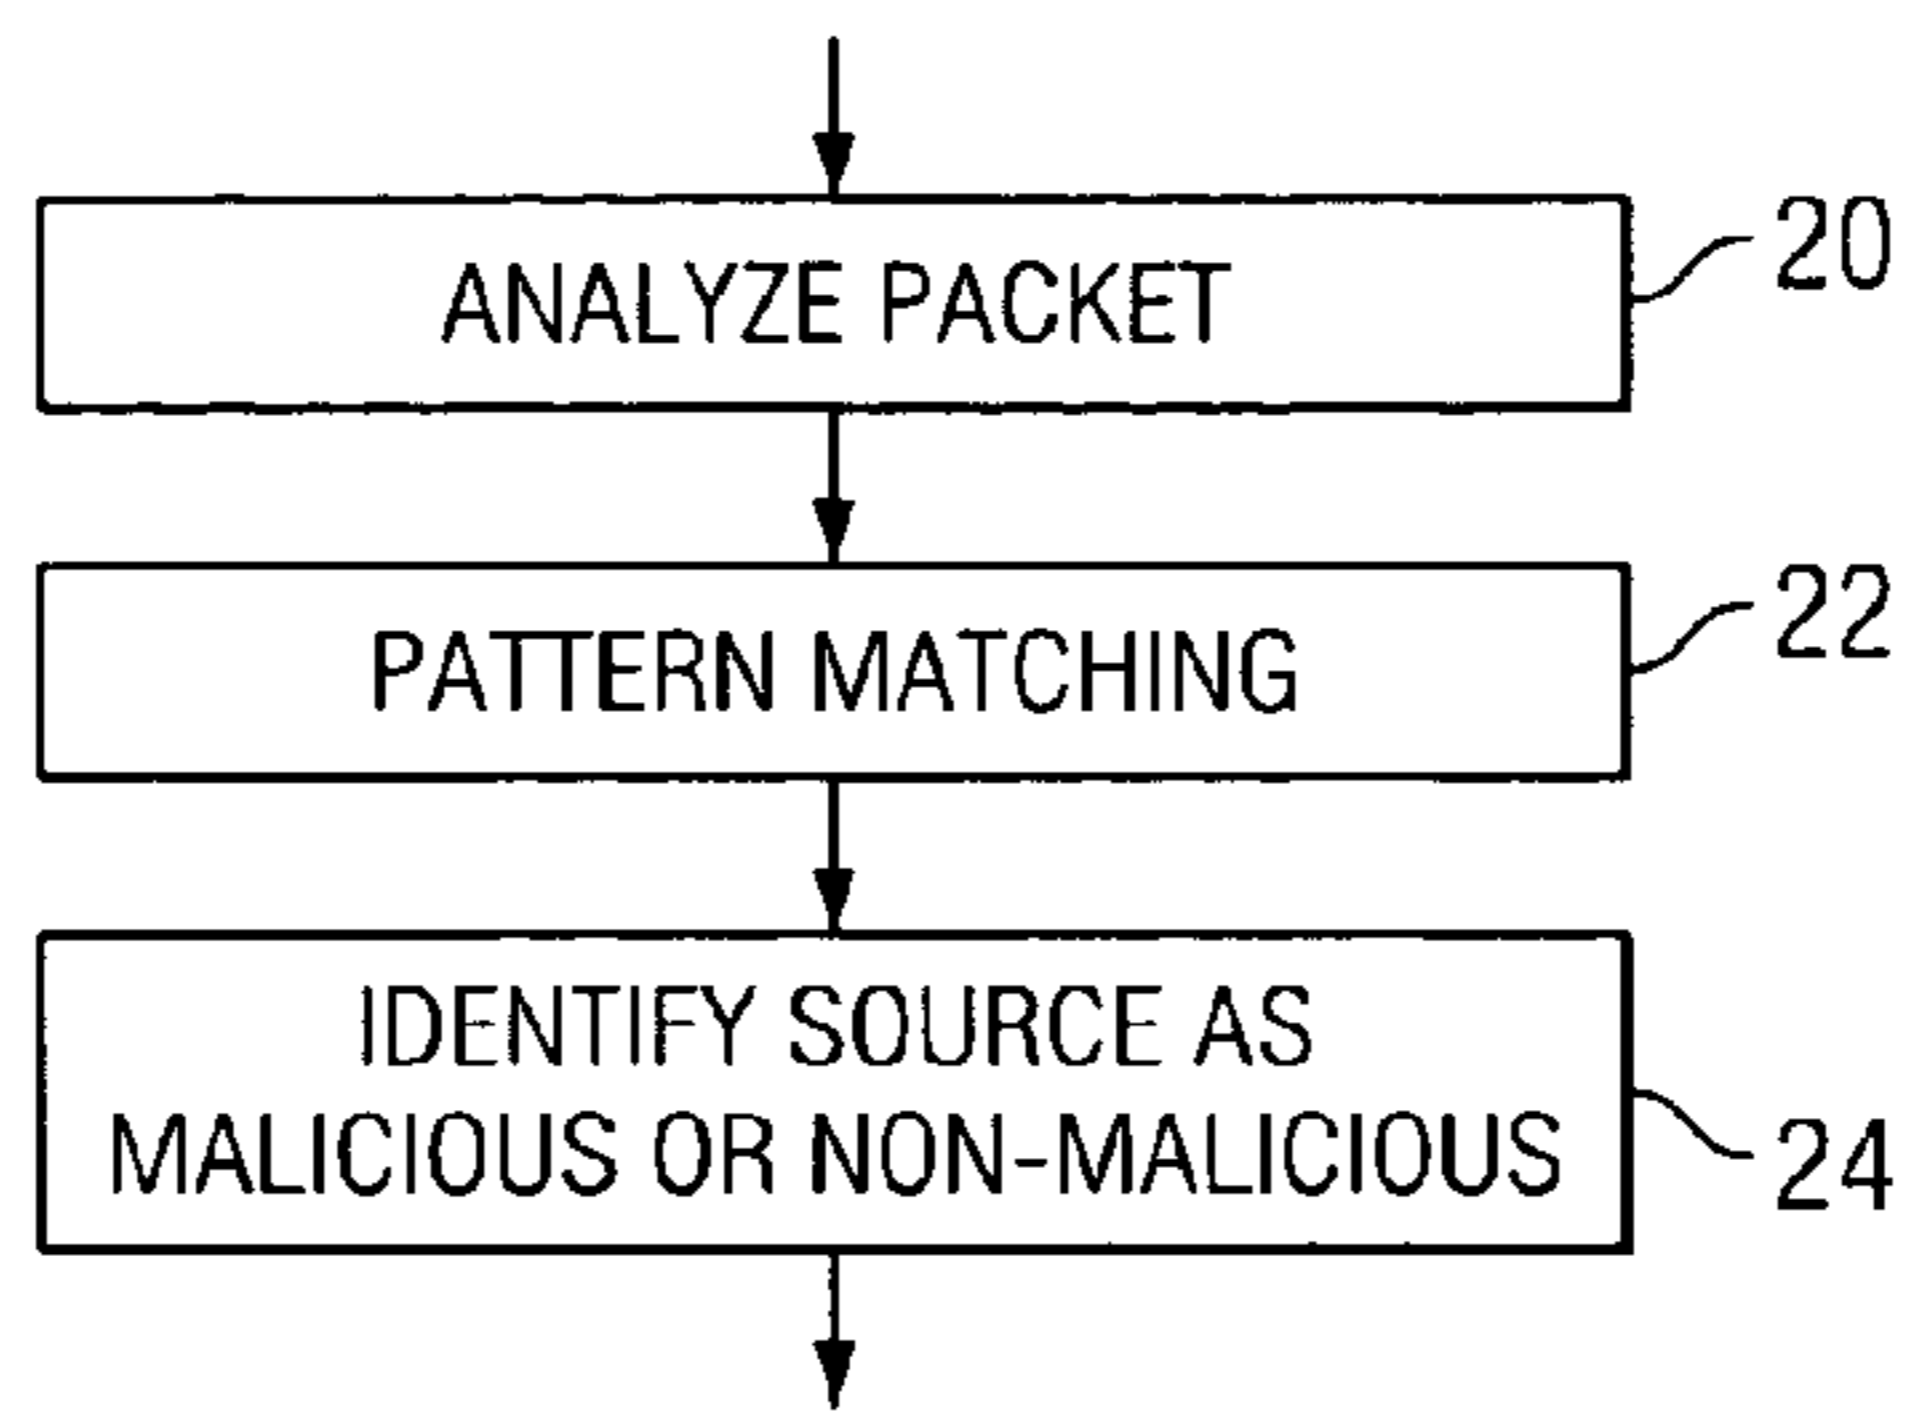 ANALYZE PACKET
20
PATTERN MATCHING
22
IDENTIFY SOURCE AS
MALICIOUS OR NON-MALICIOUS
24